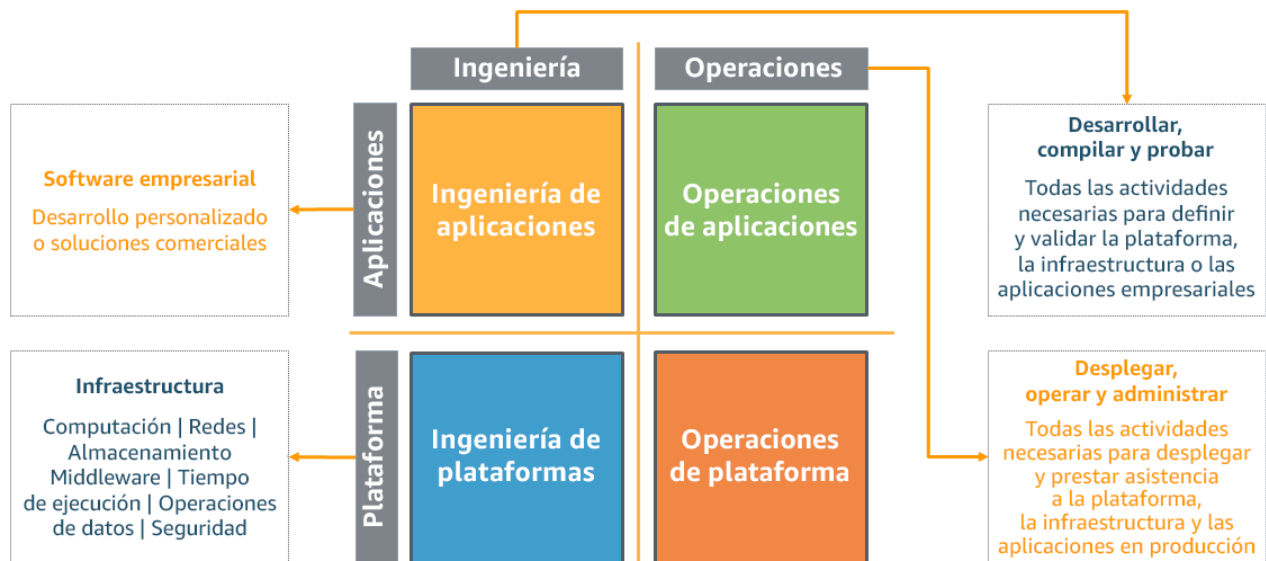 Ingeniería
Operaciones
Aplicaciones
Software empresarial
Desarrollo personalizado
o soluciones comerciales
Ingeniería de
aplicaciones
Operaciones
de aplicaciones
Desarrollar,
compilar y probar
Todas las actividades
necesarias para definir
y validar la plataforma,
la infraestructura o las
aplicaciones empresariales
Plataforma
Infraestructura
Computación | Redes |
Almacenamiento
Middleware | Tiempo
de ejecución | Operaciones
de datos | Seguridad
Ingeniería de
plataformas
Operaciones
de plataforma
Desplegar,
operar y administrar
Todas las actividades
necesarias para desplegar
y prestar asistencia
a la plataforma,
la infraestructura y las
aplicaciones en producción